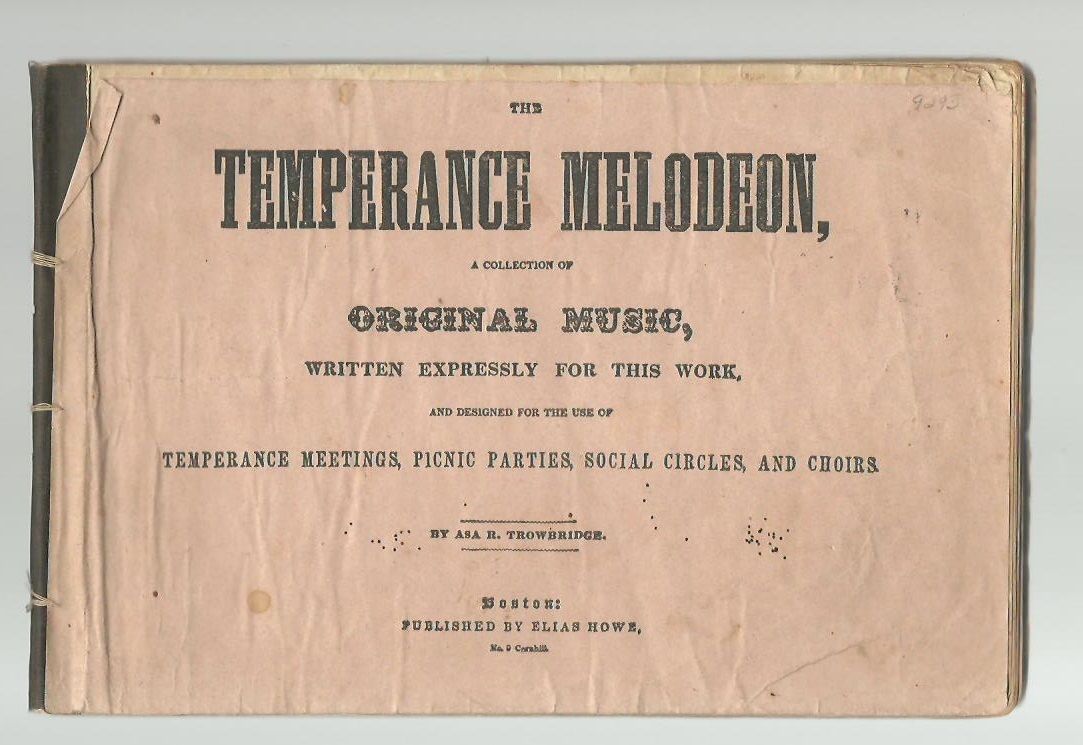 9293
THE
TEMPERANCE MELODEON,
A COLLECTION OF
ORIGINAL MUSIC,
WRITTEN EXPRESSLY FOR THIS WORK,
AND DESIGNED FOR THE USE OF
TEMPERANCE MEETINGS, PICNIC PARTIES, SOCIAL CIRCLES, AND CHOIRS.
BY ASA R. TROWBRIDGE.
Boston:
PUBLISHED BY ELIAS HOWE,
No. 9 Cornhill.